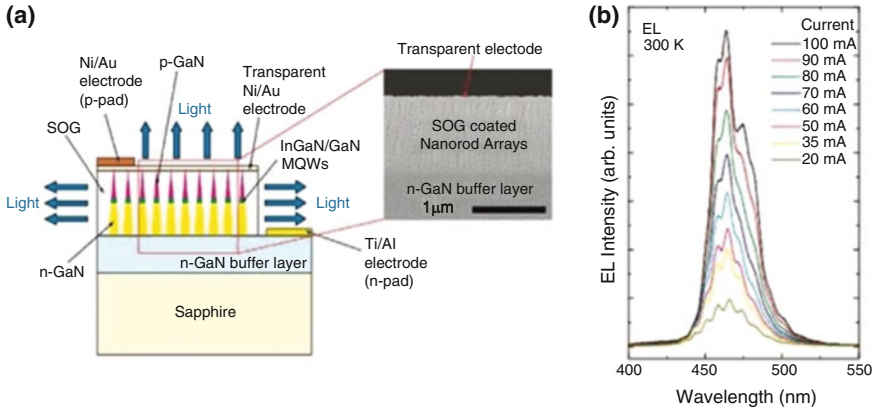 (a)
Ni/Au
electrode
(p-pad)
p-GaN
Transparent
Ni/Au
electrode
Light
SOG
InGaN/GaN
MQWs
Light
Light
n-GaN
Ti/Al
electrode
(n-pad)
n-GaN buffer layer
Sapphire
Transparent electode
SOG coated
Nanorod Arrays
n-GaN buffer layer
1μm
(b)
EL
300 K
Current
100 mA
90 mA
80 mA
70 mA
60 mA
50 mA
35 mA
20 mA
EL Intensity (arb. units)
400 450 500 550
Wavelength (nm)